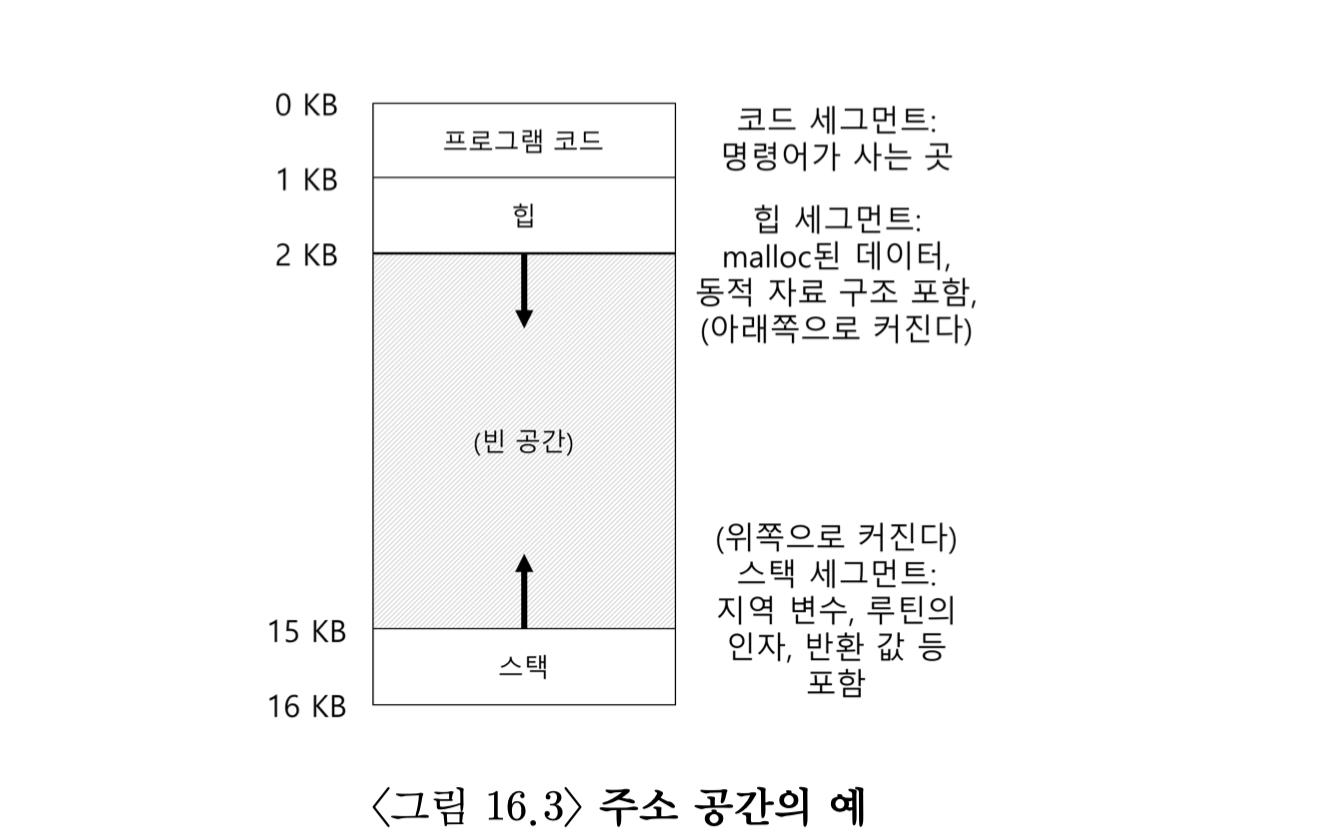 0 KB
프로그램 코드
코드 세그먼트:
명령어가 사는 곳
1 KB
힙
힙 세그먼트:
malloc된 데이터,
동적 자료 구조 포함,
(아래쪽으로 커진다)
2 KB
(빈 공간)
(위쪽으로 커진다)
스택 세그먼트:
지역 변수, 루틴의
인자, 반환 값 등
포함
15 KB
스택
16 KB
<그림 16.3> 주소 공간의 예